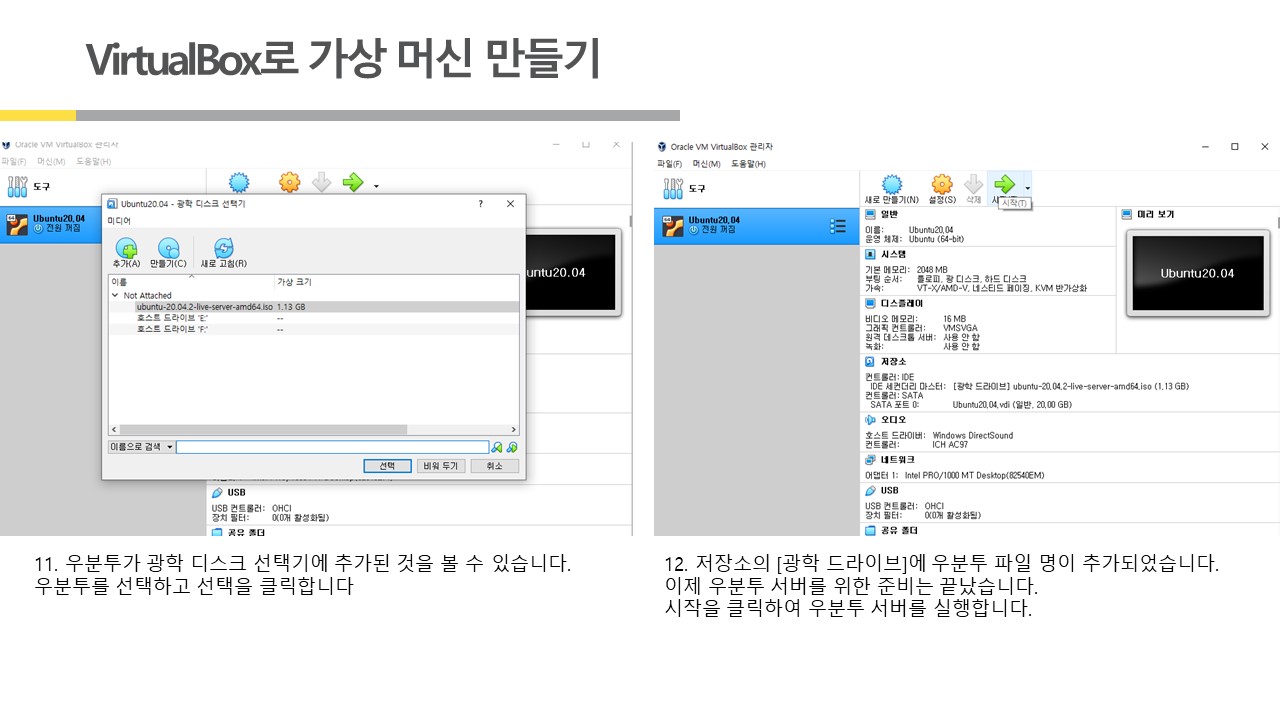 VirtualBox로 가상 머신 만들기
Oracle VM VirtualBox 관리자
파일(F) 머신(M) 도움말(H)
도구
Ubuntu20.04
전원 꺼짐
Ubuntu20.04 - 광학 디스크 선택기
미디어
추가(A) 만들기(C) 새로 고침(R)
이름 가상 크기
Not Attached
ubuntu-20.04.2-live-server-amd64.iso 1.13 GB
호스트 드라이브 'E:' --
호스트 드라이브 'F:' --
이름으로 검색
선택 비워 두기 취소
untu20.04
USB
USB 컨트롤러: OHCI
장치 필터: 0(0개 활성화됨)
공유 폴더
11. 우분투가 광학 디스크 선택기에 추가된 것을 볼 수 있습니다.
우분투를 선택하고 선택을 클릭합니다
Oracle VM VirtualBox 관리자
파일(F) 머신(M) 도움말(H)
도구
Ubuntu20.04
전원 꺼짐
새로 만들기(N) 설정(S) 삭제
시작(T)
일반
이름: Ubuntu20.04
운영 체제: Ubuntu (64-bit)
시스템
기본 메모리: 2048 MB
부팅 순서: 플로피, 광 디스크, 하드 디스크
가속: VT-x/AMD-V, 네스티드 페이징, KVM 반가상화
디스플레이
비디오 메모리: 16 MB
그래픽 컨트롤러: VMSVGA
원격 데스크톱 서버: 사용 안 함
녹화: 사용 안 함
저장소
컨트롤러: IDE
IDE 세컨더리 마스터: [광학 드라이브] ubuntu-20.04.2-live-server-amd64.iso (1.13 GB)
컨트롤러: SATA
SATA 포트 0: Ubuntu20.04.vdi (일반, 20.00 GB)
오디오
호스트 드라이버: Windows DirectSound
컨트롤러: ICH AC97
네트워크
어댑터 1: Intel PRO/1000 MT Desktop(82540EM)
USB
USB 컨트롤러: OHCI
장치 필터: 0(0개 활성화됨)
공유 폴더
미리 보기
Ubuntu20.04
12. 저장소의 [광학 드라이브]에 우분투 파일 명이 추가되었습니다.
이제 우분투 서버를 위한 준비는 끝났습니다.
시작을 클릭하여 우분투 서버를 실행합니다.